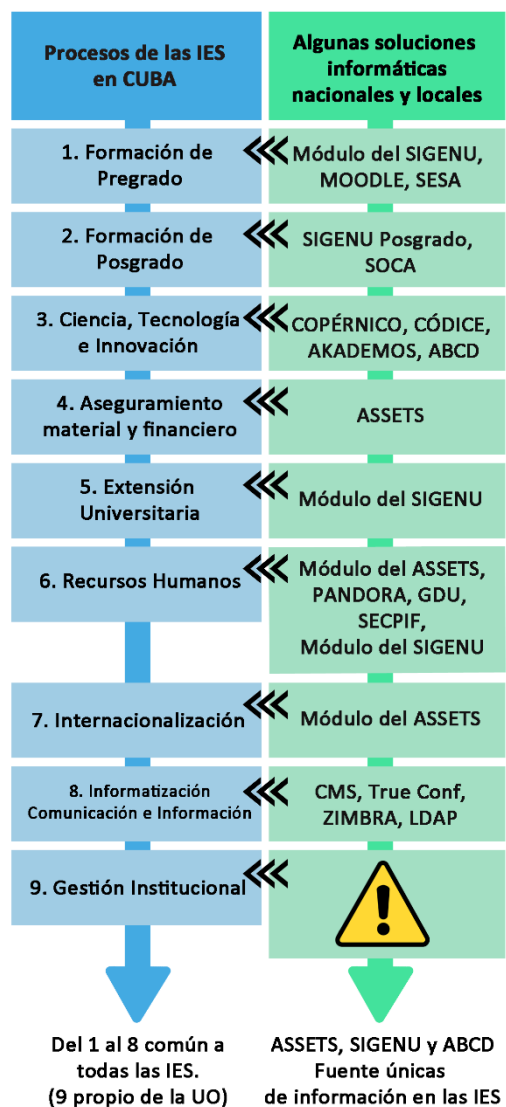 Procesos de las IES
en CUBA
Algunas soluciones
informáticas
nacionales y locales
1. Formación de
Pregrado
Módulo del SIGENU,
MOODLE, SESA
2. Formación de
Posgrado
SIGENU Posgrado,
SOCA
3. Ciencia, Tecnología
e Innovación
COPÉRNICO, CÓDICE,
AKADEMOS, ABCD
4. Aseguramiento
material y financiero
ASSETS
5. Extensión
Universitaria
Módulo del SIGENU
6. Recursos Humanos
Módulo del ASSETS,
PANDORA, GDU,
SECPIF,
Módulo del SIGENU
7. Internacionalización
Módulo del ASSETS
8. Informatización
Comunicación e Información
CMS, True Conf,
ZIMBRA, LDAP
9. Gestión Institucional
!
Del 1 al 8 común a
todas las IES.
(9 propio de la UO)
ASSETS, SIGENU y ABCD
Fuente únicas
de información en las IES